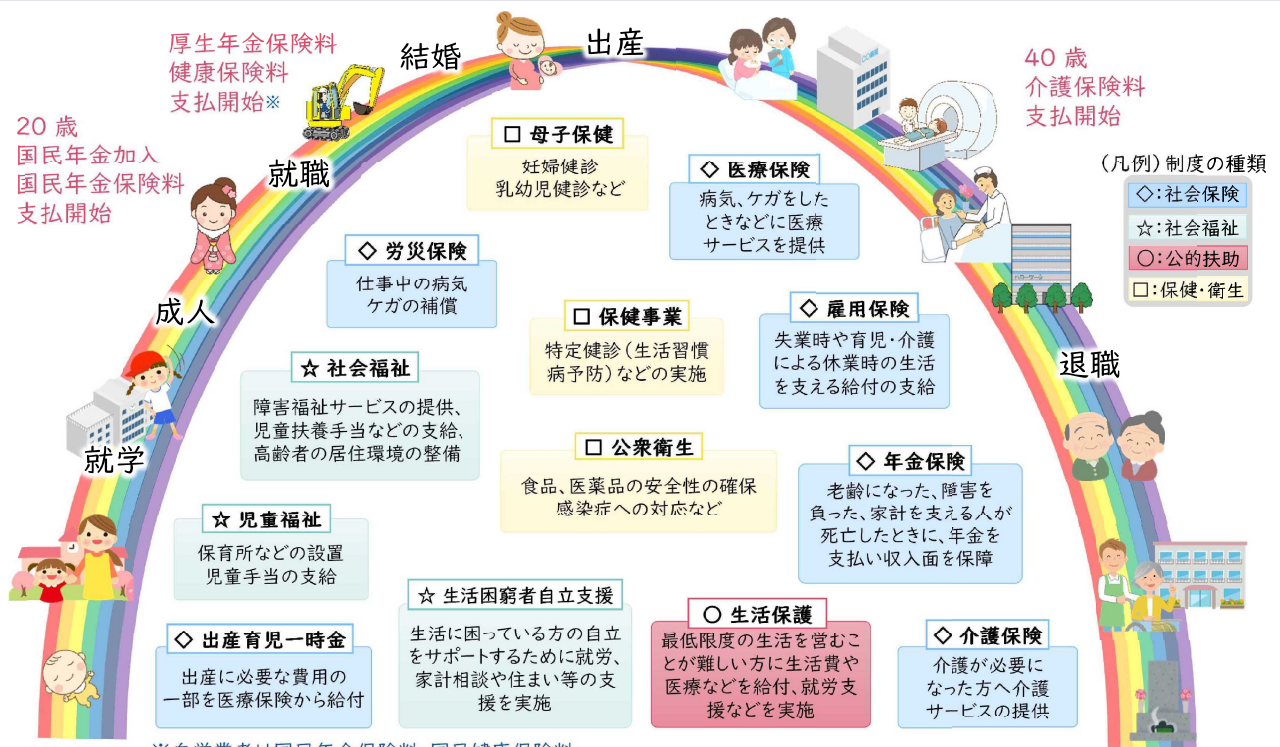 厚生年金保険料
健康保険料
支払開始※
結婚
出産
40 歳
介護保険料
支払開始
20 歳
国民年金加入
国民年金保険料
支払開始
就職
成人
就学
退職
(凡例)制度の種類
◇:社会保険
☆:社会福祉
○:公的扶助
□:保健・衛生
□ 母子保健
妊婦健診
乳幼児健診など
◇ 医療保険
病気、ケガをした
ときなどに医療
サービスを提供
◇ 労災保険
仕事中の病気
ケガの補償
□ 保健事業
特定健診(生活習慣
病予防)などの実施
◇ 雇用保険
失業時や育児・介護
による休業時の生活
を支える給付の支給
☆ 社会福祉
障害福祉サービスの提供、
児童扶養手当などの支給、
高齢者の居住環境の整備
□ 公衆衛生
食品、医薬品の安全性の確保
感染症への対応など
◇ 年金保険
老齢になった、障害を
負った、家計を支える人が
死亡したときに、年金を
支払い収入面を保障
☆ 児童福祉
保育所などの設置
児童手当の支給
☆ 生活困窮者自立支援
生活に困っている方の自立
をサポートするために就労、
家計相談や住まい等の支
援を実施
○ 生活保護
最低限度の生活を営むこ
とが難しい方に生活費や
医療などを給付、就労支
援などを実施
◇ 出産育児一時金
出産に必要な費用の
一部を医療保険から給付
◇ 介護保険
介護が必要に
なった方へ介護
サービスの提供
※自営業者は国民年金保険料、国民健康保険料